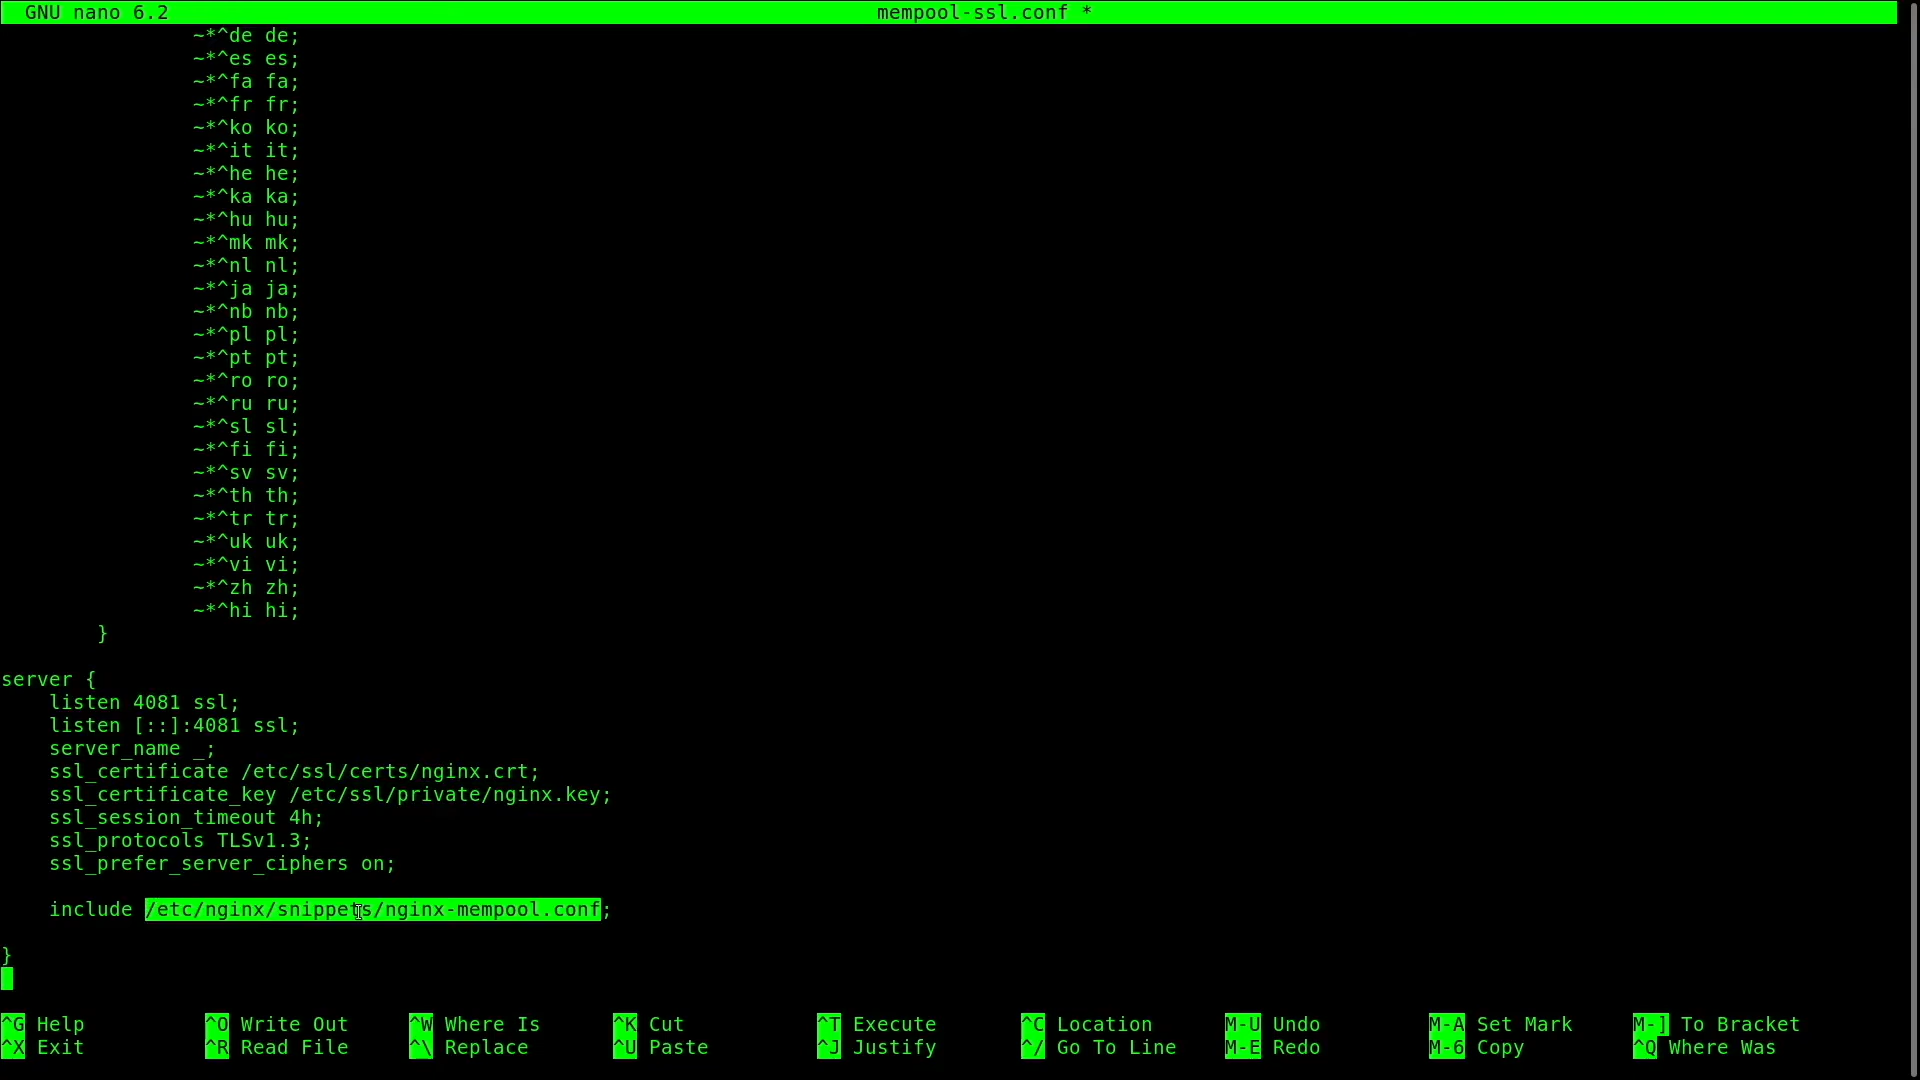 GNU nano 6.2 mempool-ssl.conf *
~*^de de;
~*^es es;
~*^fa fa;
~*^fr fr;
~*^ko ko;
~*^it it;
~*^he he;
~*^ka ka;
~*^hu hu;
~*^mk mk;
~*^nl nl;
~*^ja ja;
~*^nb nb;
~*^pl pl;
~*^pt pt;
~*^ro ro;
~*^ru ru;
~*^sl sl;
~*^fi fi;
~*^sv sv;
~*^th th;
~*^tr tr;
~*^uk uk;
~*^vi vi;
~*^zh zh;
~*^hi hi;
}
server {
listen 4081 ssl;
listen [::]:4081 ssl;
server_name _;
ssl_certificate /etc/ssl/certs/nginx.crt;
ssl_certificate_key /etc/ssl/private/nginx.key;
ssl_session_timeout 4h;
ssl_protocols TLSv1.3;
ssl_prefer_server_ciphers on;
include /etc/nginx/snippets/nginx-mempool.conf;
}
^G Help ^O Write Out ^W Where Is ^K Cut ^T Execute ^C Location M-U Undo M-A Set Mark M-] To Bracket
^X Exit ^R Read File ^\ Replace ^U Paste ^J Justify ^/ Go To Line M-E Redo M-6 Copy ^Q Where Was